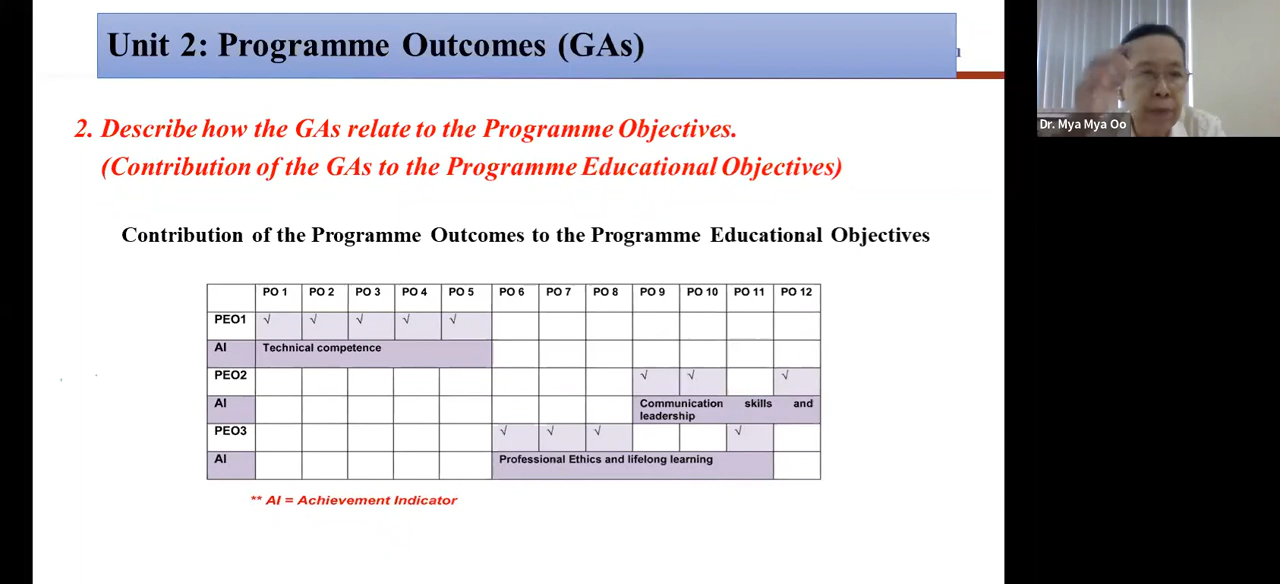 Unit 2: Programme Outcomes (GAs)
Dr. Mya Mya Oo
2. Describe how the GAs relate to the Programme Objectives.
(Contribution of the GAs to the Programme Educational Objectives)
Contribution of the Programme Outcomes to the Programme Educational Objectives
PO 1 PO 2 PO 3 PO 4 PO 5 PO 6 PO 7 PO 8 PO 9 PO 10 PO 11 PO 12
PEO1 √ √ √ √ √
AI Technical competence
PEO2 √ √ √
AI Communication skills and
leadership
PEO3 √ √ √ √
AI Professional Ethics and lifelong learning
** AI = Achievement Indicator